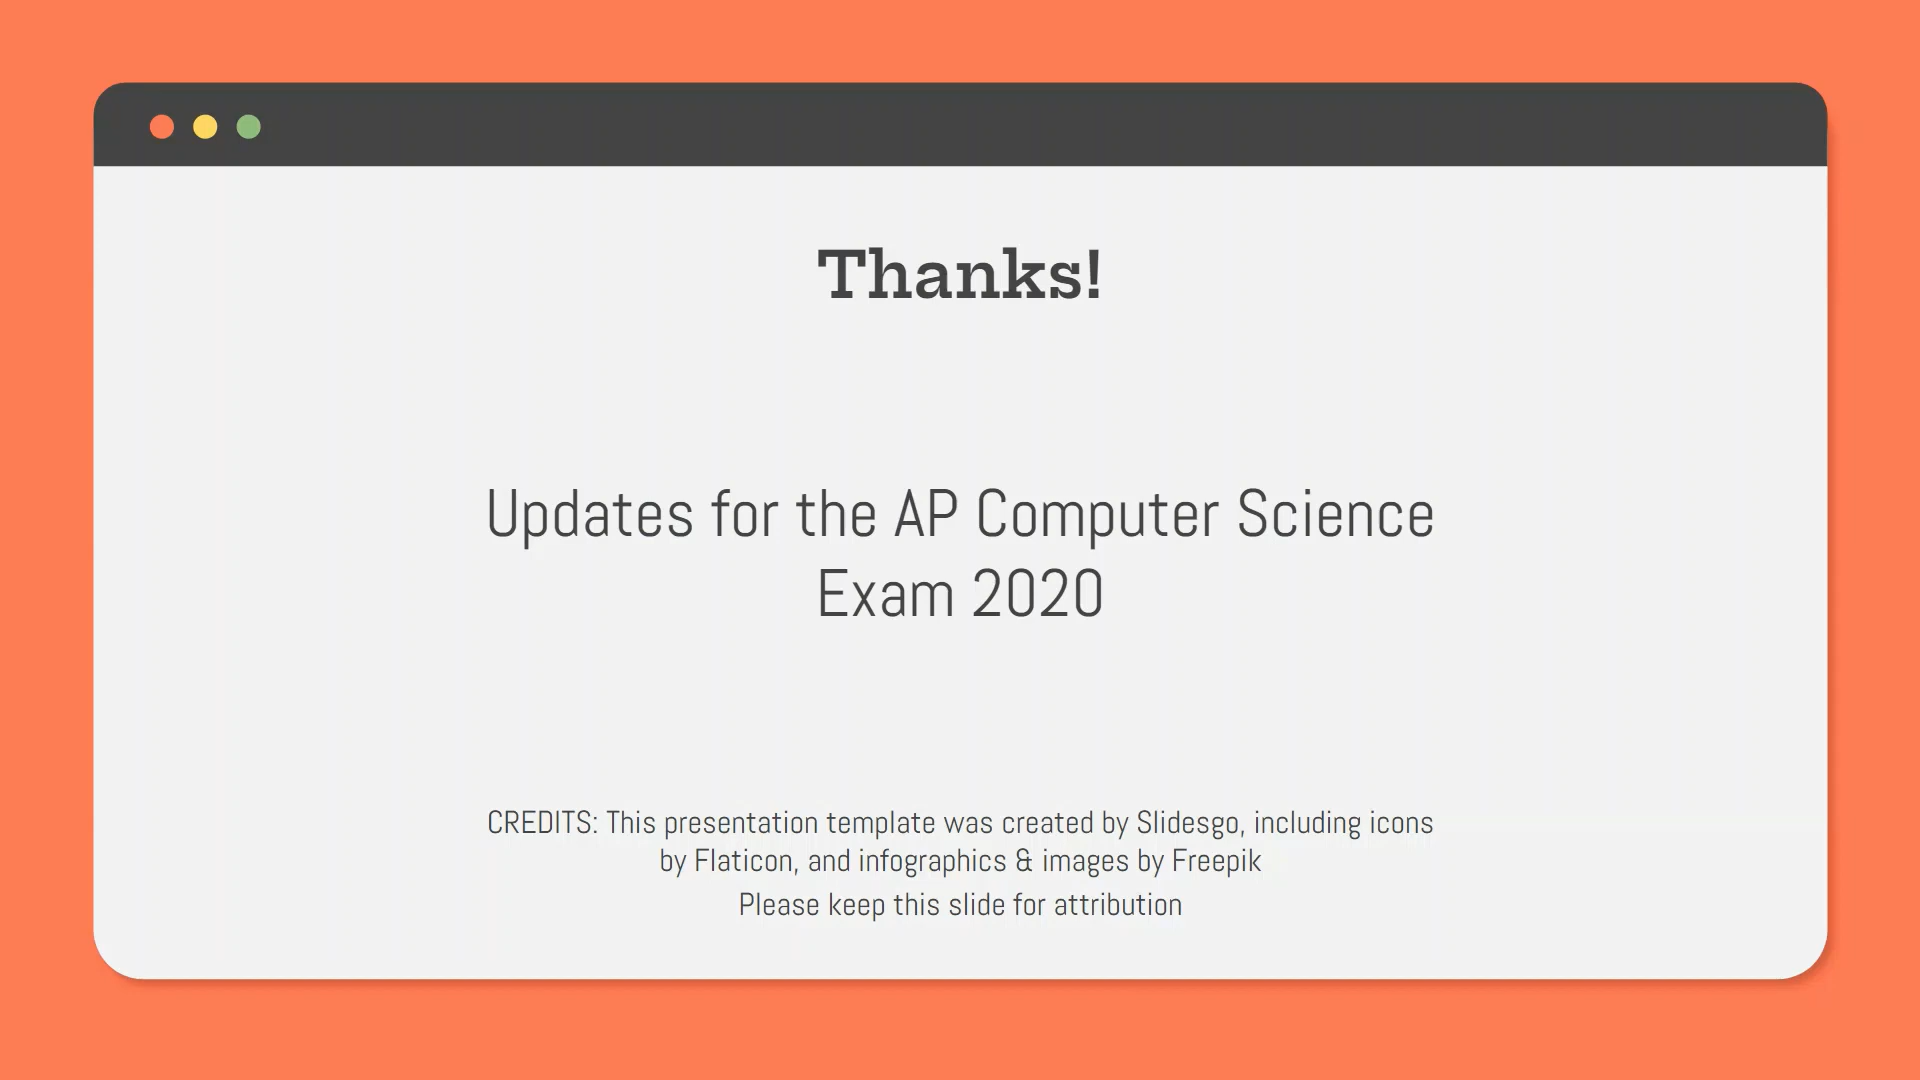 Thanks!
Updates for the AP Computer Science
Exam 2020
CREDITS: This presentation template was created by Slidesgo, including icons
by Flaticon, and infographics & images by Freepik
Please keep this slide for attribution